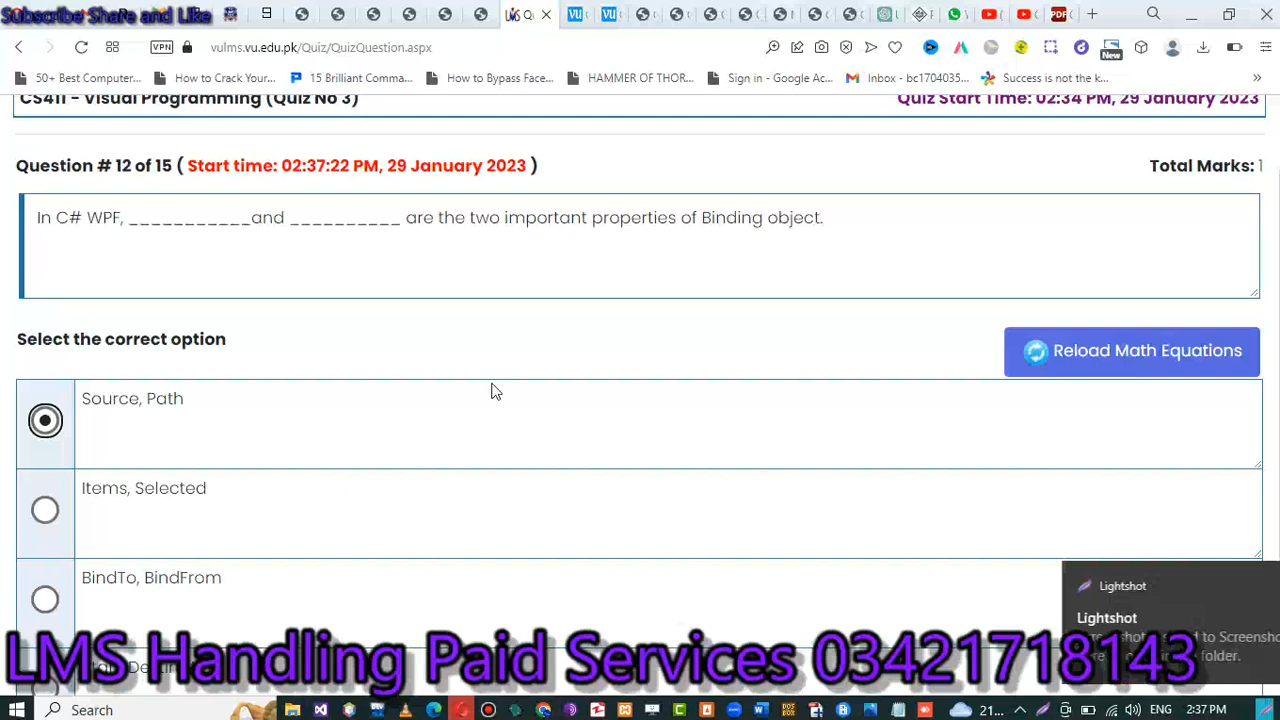 Subscribe Share and Like
VPN
vulms.vu.edu.pk/Quiz/QuizQuestion.aspx
New
50+ Best Computer...
How to Crack Your...
15 Brilliant Comma...
How to Bypass Face...
HAMMER OF THOR...
Sign in - Google Ac...
Inbox - bc1704035...
Success is not the k...
CS411 - Visual Programming (Quiz No 3)
Quiz Start Time: 02:34 PM, 29 January 2023
Question # 12 of 15 ( Start time: 02:37:22 PM, 29 January 2023 )
Total Marks: 1
In C# WPF, ___________and __________ are the two important properties of Binding object.
Select the correct option
Reload Math Equations
Source, Path
Items, Selected
BindTo, BindFrom
Lightshot
Lightshot
folder.
LMS Handling Paid Services 03421718143
Search
21...
ENG
2:37 PM